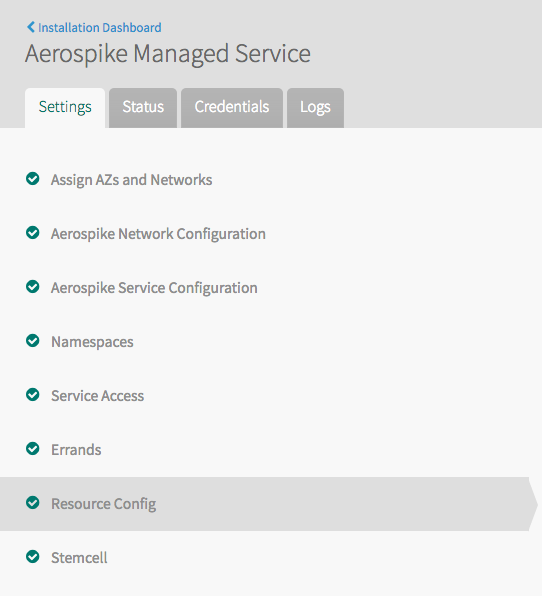 Installation Dashboard
Aerospike Managed Service
Settings Status Credentials Logs
Assign AZs and Networks
Aerospike Network Configuration
Aerospike Service Configuration
Namespaces
Service Access
Errands
Resource Config
Stemcell